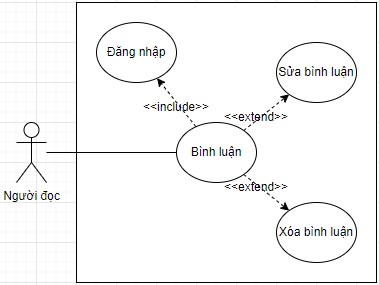 Đăng nhập
Sửa bình luận
<<include>>
<<extend>>
Bình luận
Người đọc
<<extend>>
Xóa bình luận